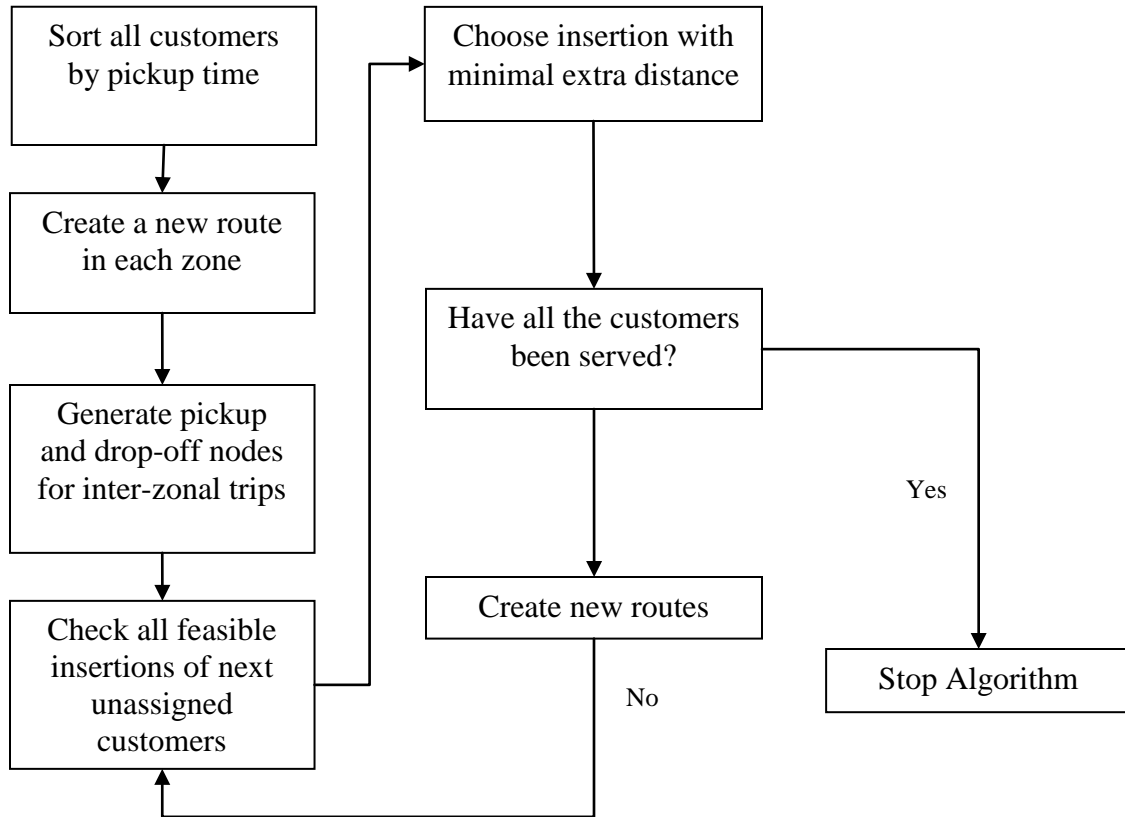 Sort all customers
by pickup time
Create a new route
in each zone
Generate pickup
and drop-off nodes
for inter-zonal trips
Check all feasible
insertions of next
unassigned
customers
Choose insertion with
minimal extra distance
Have all the customers
been served?
Yes
Create new routes
No
Stop Algorithm